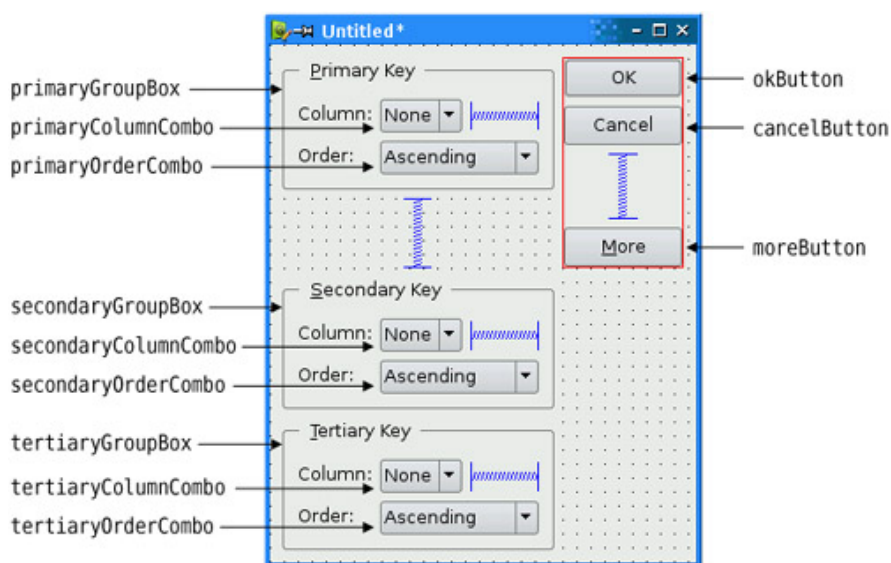 Untitled*
Primary Key
OK
okButton
primaryGroupBox
Column: None
primaryColumnCombo
Cancel
cancelButton
Order: Ascending
primaryOrderCombo
More
moreButton
Secondary Key
secondaryGroupBox
Column: None
secondaryColumnCombo
Order: Ascending
secondaryOrderCombo
Tertiary Key
tertiaryGroupBox
Column: None
tertiaryColumnCombo
Order: Ascending
tertiaryOrderCombo